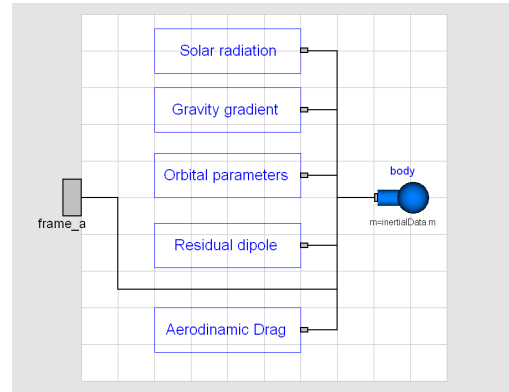 Solar radiation
Gravity gradient
Orbital parameters
body
frame_a
m=inertialData.m
Residual dipole
Aerodinamic Drag